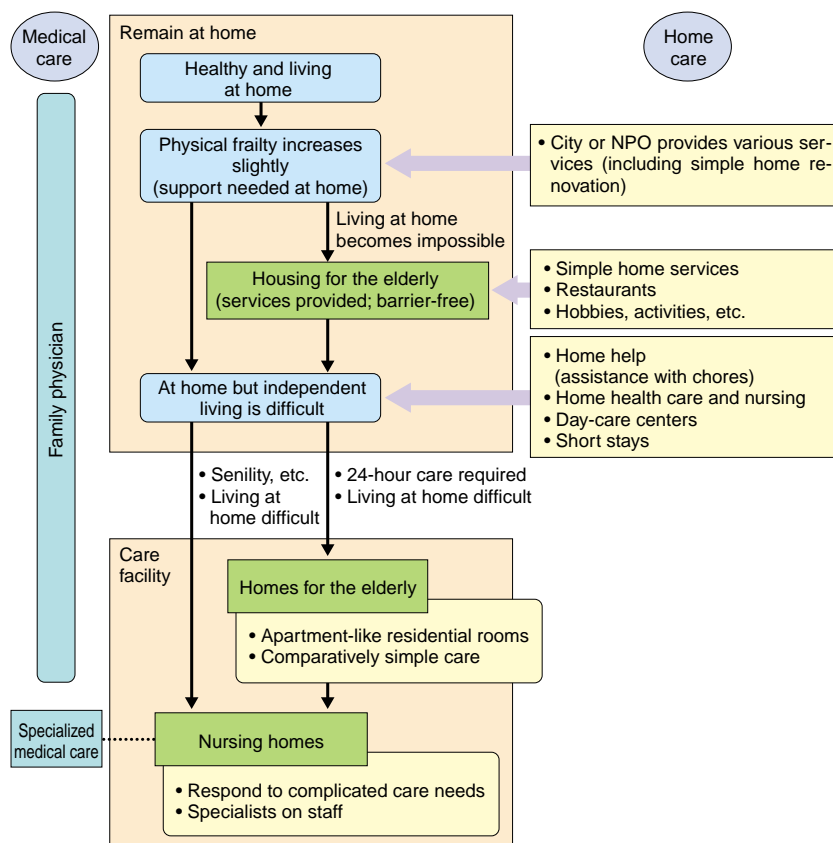 Medical
care
Remain at home
Home
care
Healthy and living
at home
Physical frailty increases
slightly
(support needed at home)
• City or NPO provides various ser-
vices (including simple home re-
novation)
Living at home
becomes impossible
Housing for the elderly
(services provided; barrier-free)
• Simple home services
• Restaurants
• Hobbies, activities, etc.
At home but independent
living is difficult
• Home help
(assistance with chores)
• Home health care and nursing
• Day-care centers
• Short stays
Family physician
• Senility, etc.
• Living at
home difficult
• 24-hour care required
• Living at home difficult
Care
facility
Homes for the elderly
• Apartment-like residential rooms
• Comparatively simple care
Specialized
medical care
Nursing homes
• Respond to complicated care needs
• Specialists on staff